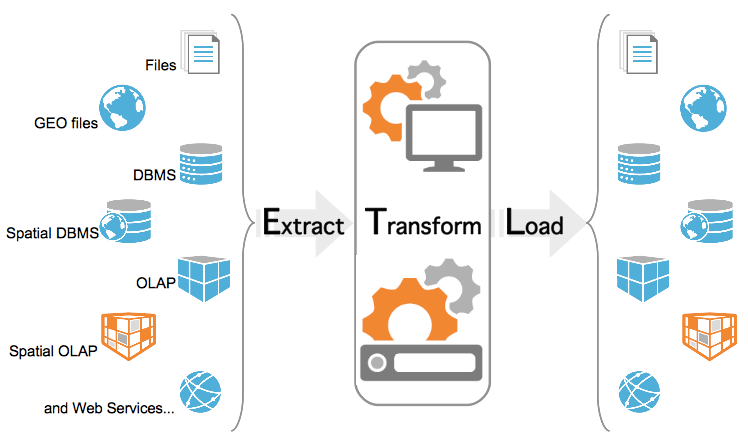 Files
GEO files
DBMS
Spatial DBMS
Extract Transform Load
OLAP
Spatial OLAP
and Web Services...